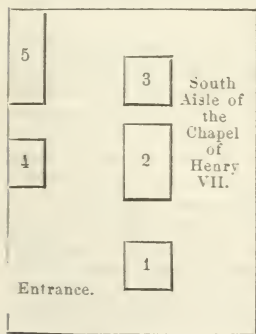 5
3
South
Aisle of
the
Chapel
of
Henry
VII.
4
2
1
Entrance.